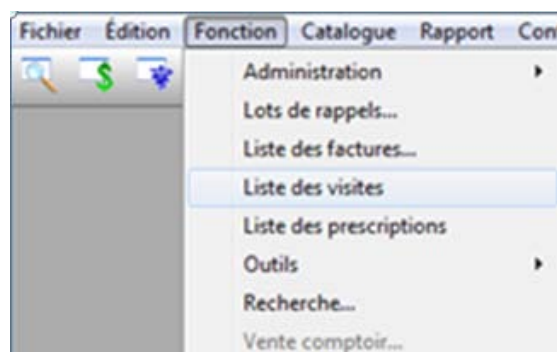 Fichier Édition Fonction Catalogue Rapport
Administration
Lots de rappels...
Liste des factures...
Liste des visites
Liste des prescriptions
Outils
Recherche...
Vente comptoir...